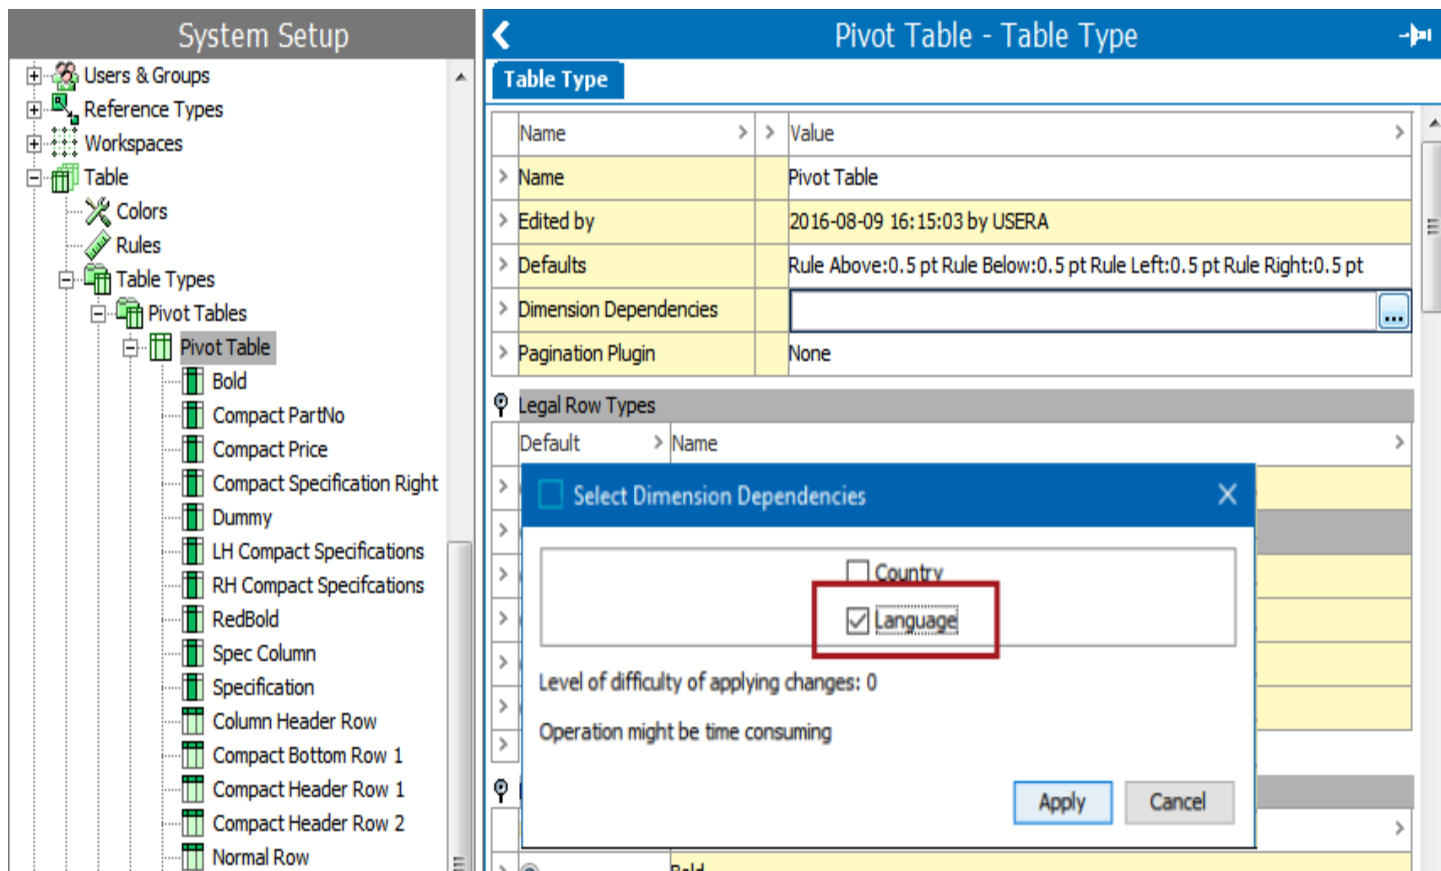 System Setup
Users & Groups
Reference Types
Workspaces
Table
Colors
Rules
Table Types
Pivot Tables
Pivot Table
Bold
Compact PartNo
Compact Price
Compact Specification Right
Dummy
LH Compact Specifications
RH Compact Specifcations
RedBold
Spec Column
Specification
Column Header Row
Compact Bottom Row 1
Compact Header Row 1
Compact Header Row 2
Normal Row
Pivot Table - Table Type
Table Type
Name > > Value >
> Name Pivot Table
> Edited by 2016-08-09 16:15:03 by USERA
> Defaults Rule Above:0.5 pt Rule Below:0.5 pt Rule Left:0.5 pt Rule Right:0.5 pt
> Dimension Dependencies ...
> Pagination Plugin None
Legal Row Types
Default > Name >
Select Dimension Dependencies
Country
Language
Level of difficulty of applying changes: 0
Operation might be time consuming
Apply Cancel
Bold